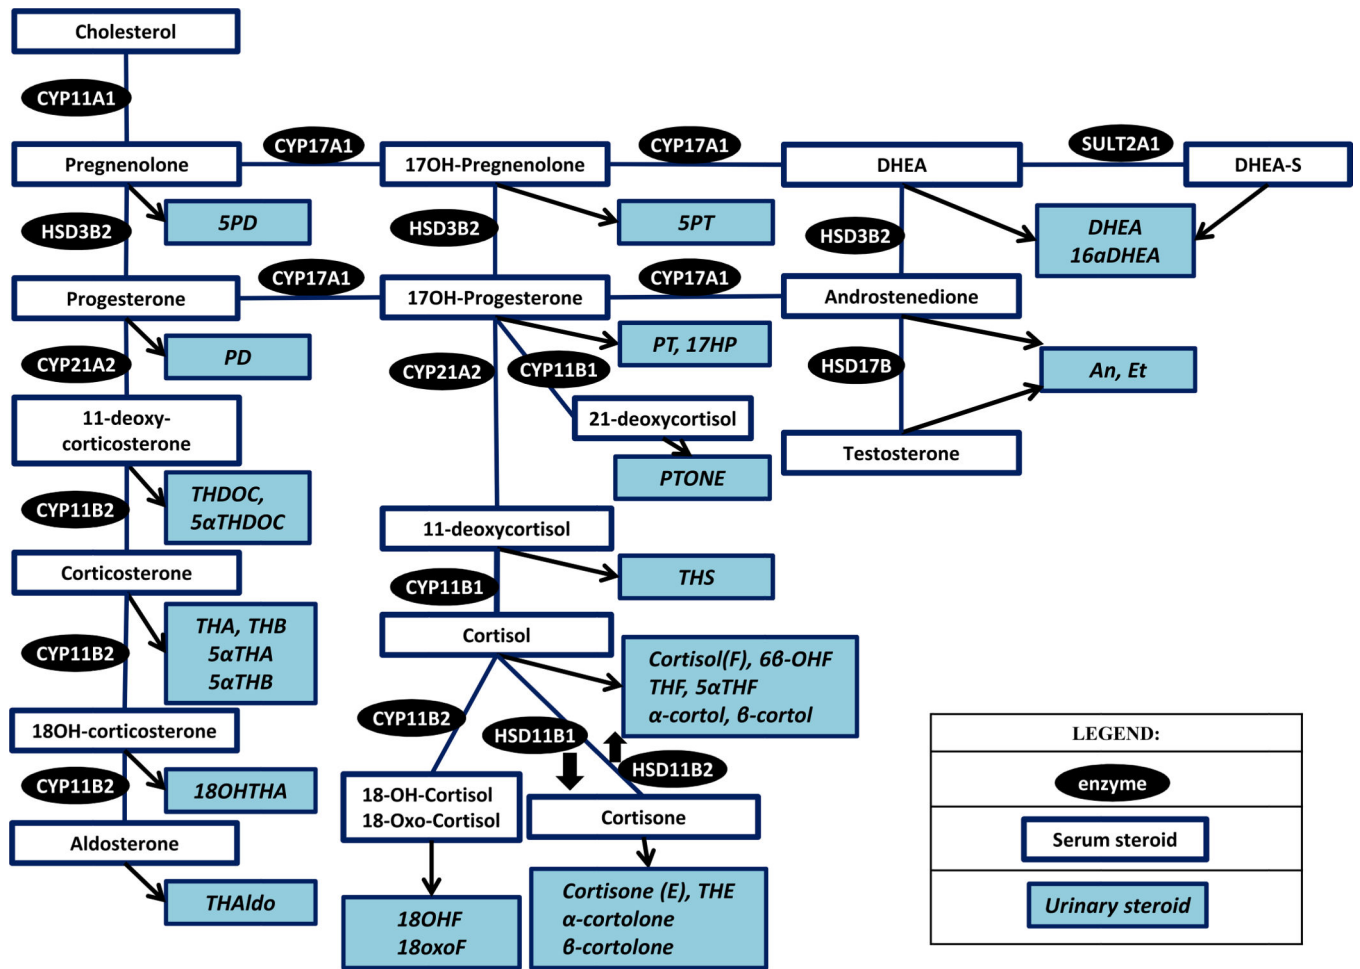 Cholesterol
CYP11A1
CYP17A1
CYP17A1
SULT2A1
Pregnenolone
17OH-Pregnenolone
DHEA
DHEA-S
5PD
5PT
DHEA
16aDHEA
HSD3B2
HSD3B2
HSD3B2
CYP17A1
CYP17A1
Progesterone
17OH-Progesterone
Androstenedione
PD
PT, 17HP
An, Et
CYP21A2
CYP21A2
CYP11B1
HSD17B
11-deoxy-
corticosterone
21-deoxycortisol
Testosterone
PTONE
THDOC,
5αTHDOC
CYP11B2
11-deoxycortisol
THS
Corticosterone
CYP11B1
THA, THB
5αTHA
5αTHB
CYP11B2
Cortisol
Cortisol(F), 6β-OHF
THF, 5αTHF
α-cortol, β-cortol
18OH-corticosterone
CYP11B2
HSD11B1
HSD11B2
18OHTHA
CYP11B2
18-OH-Cortisol
18-Oxo-Cortisol
Cortisone
Aldosterone
THAldo
18OHF
18oxoF
Cortisone (E), THE
α-cortolone
β-cortolone
LEGEND:
enzyme
Serum steroid
Urinary steroid